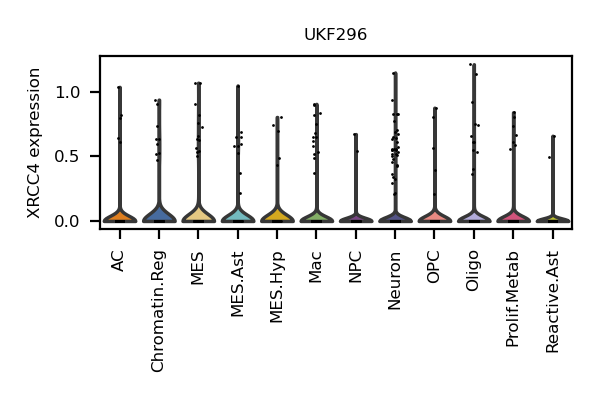 UKF296
XRCC4 expression
1.0
0.5
0.0
AC
Chromatin.Reg
MES
MES.Ast
MES.Hyp
Mac
NPC
Neuron
OPC
Oligo
Prolif.Metab
Reactive.Ast